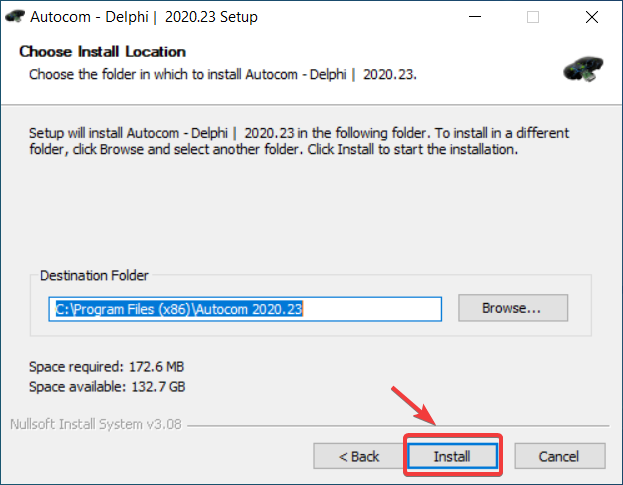 Autocom - Delphi | 2020.23 Setup
Choose Install Location
Choose the folder in which to install Autocom - Delphi | 2020.23.
Setup will install Autocom - Delphi | 2020.23 in the following folder. To install in a different
folder, click Browse and select another folder. Click Install to start the installation.
Destination Folder
C:\Program Files (x86)\Autocom 2020.23
Browse...
Space required: 172.6 MB
Space available: 132.7 GB
Nullsoft Install System v3.08
< Back
Install
Cancel